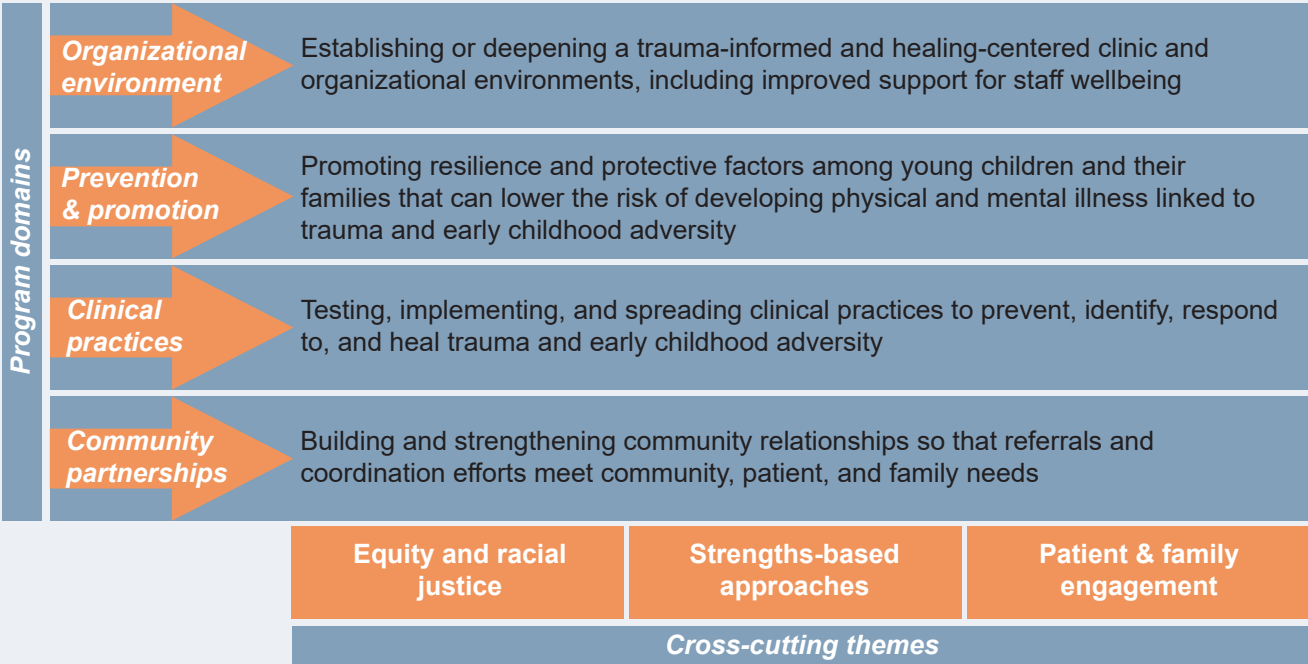 Program domains
Organizational
environment
Establishing or deepening a trauma-informed and healing-centered clinic and
organizational environments, including improved support for staff wellbeing
Prevention
& promotion
Promoting resilience and protective factors among young children and their
families that can lower the risk of developing physical and mental illness linked to
trauma and early childhood adversity
Clinical
practices
Testing, implementing, and spreading clinical practices to prevent, identify, respond
to, and heal trauma and early childhood adversity
Community
partnerships
Building and strengthening community relationships so that referrals and
coordination efforts meet community, patient, and family needs
Equity and racial
justice
Strengths-based
approaches
Patient & family
engagement
Cross-cutting themes